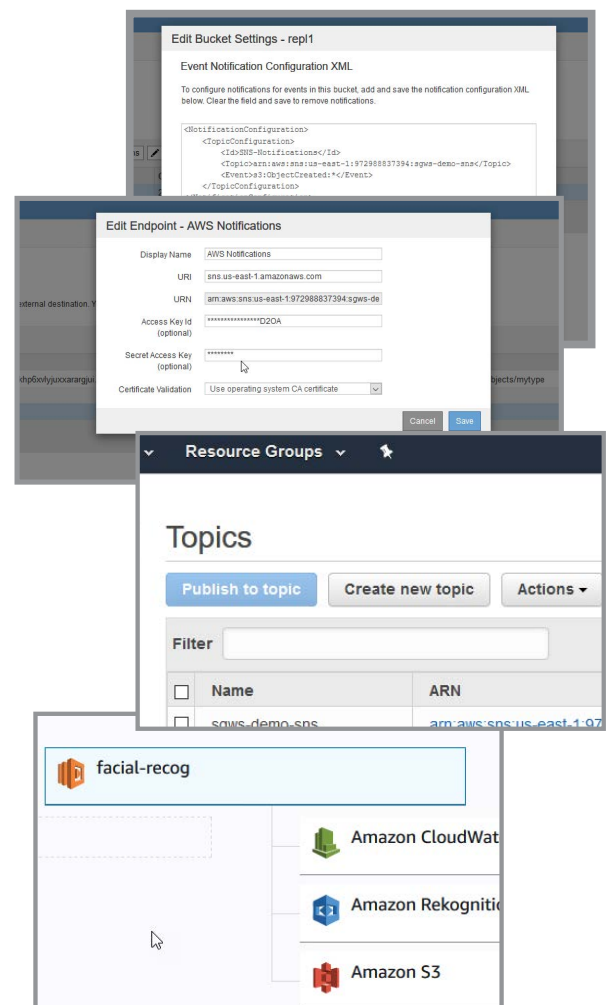 Edit Bucket Settings - repl1
Event Notification Configuration XML
To configure notifications for events in this bucket, add and save the notification configuration XML
below. Clear the field and save to remove notifications.
<NotificationConfiguration>
<TopicConfiguration>
<Id>SNS-Notifications</Id>
<Topic>arn:aws:sns:us-east-1:972988837394:sgws-demo-sns</Topic>
<Event>s3:ObjectCreated:*</Event>
</TopicConfiguration>
Edit Endpoint - AWS Notifications
Display Name AWS Notifications
URI sns.us-east-1.amazonaws.com
external destination. Y
URN arn:aws:sns:us-east-1:972988837394:sgws-de
Access Key Id ****************D2OA
(optional)
Secret Access Key ********
(optional)
bjects/mytype
Certificate Validation Use operating system CA certificate
Cancel Save
Resource Groups
Topics
Publish to topic Create new topic Actions
Filter
Name ARN
sgws-demo-sns arn:aws:sns:us-east-1:97
facial-recog
Amazon CloudWat
Amazon Rekognitio
Amazon S3